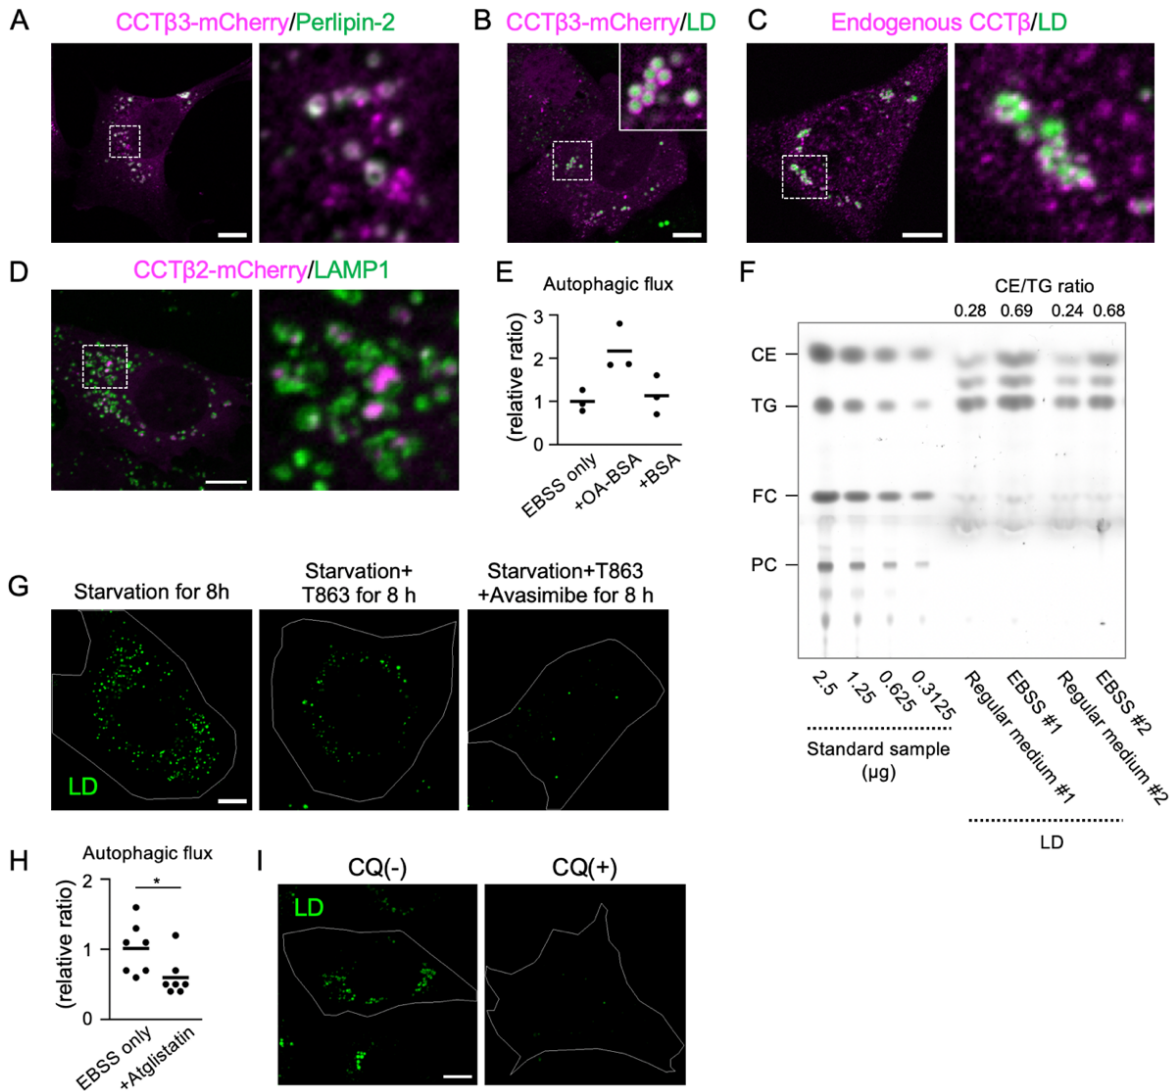 A
CCTβ3-mCherry/Perlipin-2
B
CCTβ3-mCherry/LD
C
Endogenous CCTβ/LD
D
CCTβ2-mCherry/LAMP1
E
Autophagic flux
(relative ratio)
3
2
1
0
EBSS only
+OA-BSA
+BSA
F
CE/TG ratio
0.28 0.69 0.24 0.68
CE
TG
FC
PC
2.5
1.25
0.625
0.3125
Regular medium #1
EBSS #1
Regular medium #2
EBSS #2
Standard sample
(μg)
LD
G
Starvation for 8h
Starvation+
T863 for 8 h
Starvation+T863
+Avasimibe for 8 h
LD
H
Autophagic flux
(relative ratio)
2
1
0
*
EBSS only
+Atglistatin
I
CQ(-)
CQ(+)
LD